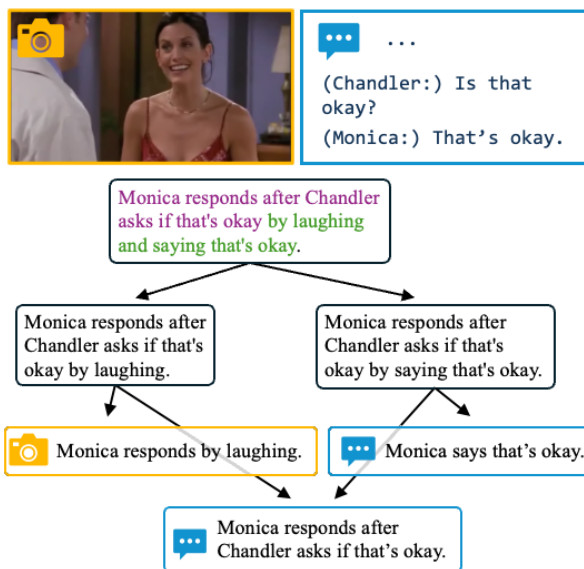 ...
(Chandler:) Is that
okay?
(Monica:) That’s okay.
Monica responds after Chandler
asks if that's okay by laughing
and saying that's okay.
Monica responds after
Chandler asks if that's
okay by laughing.
Monica responds after
Chandler asks if that's
okay by saying that's okay.
Monica responds by laughing.
Monica says that’s okay.
Monica responds after
Chandler asks if that’s okay.